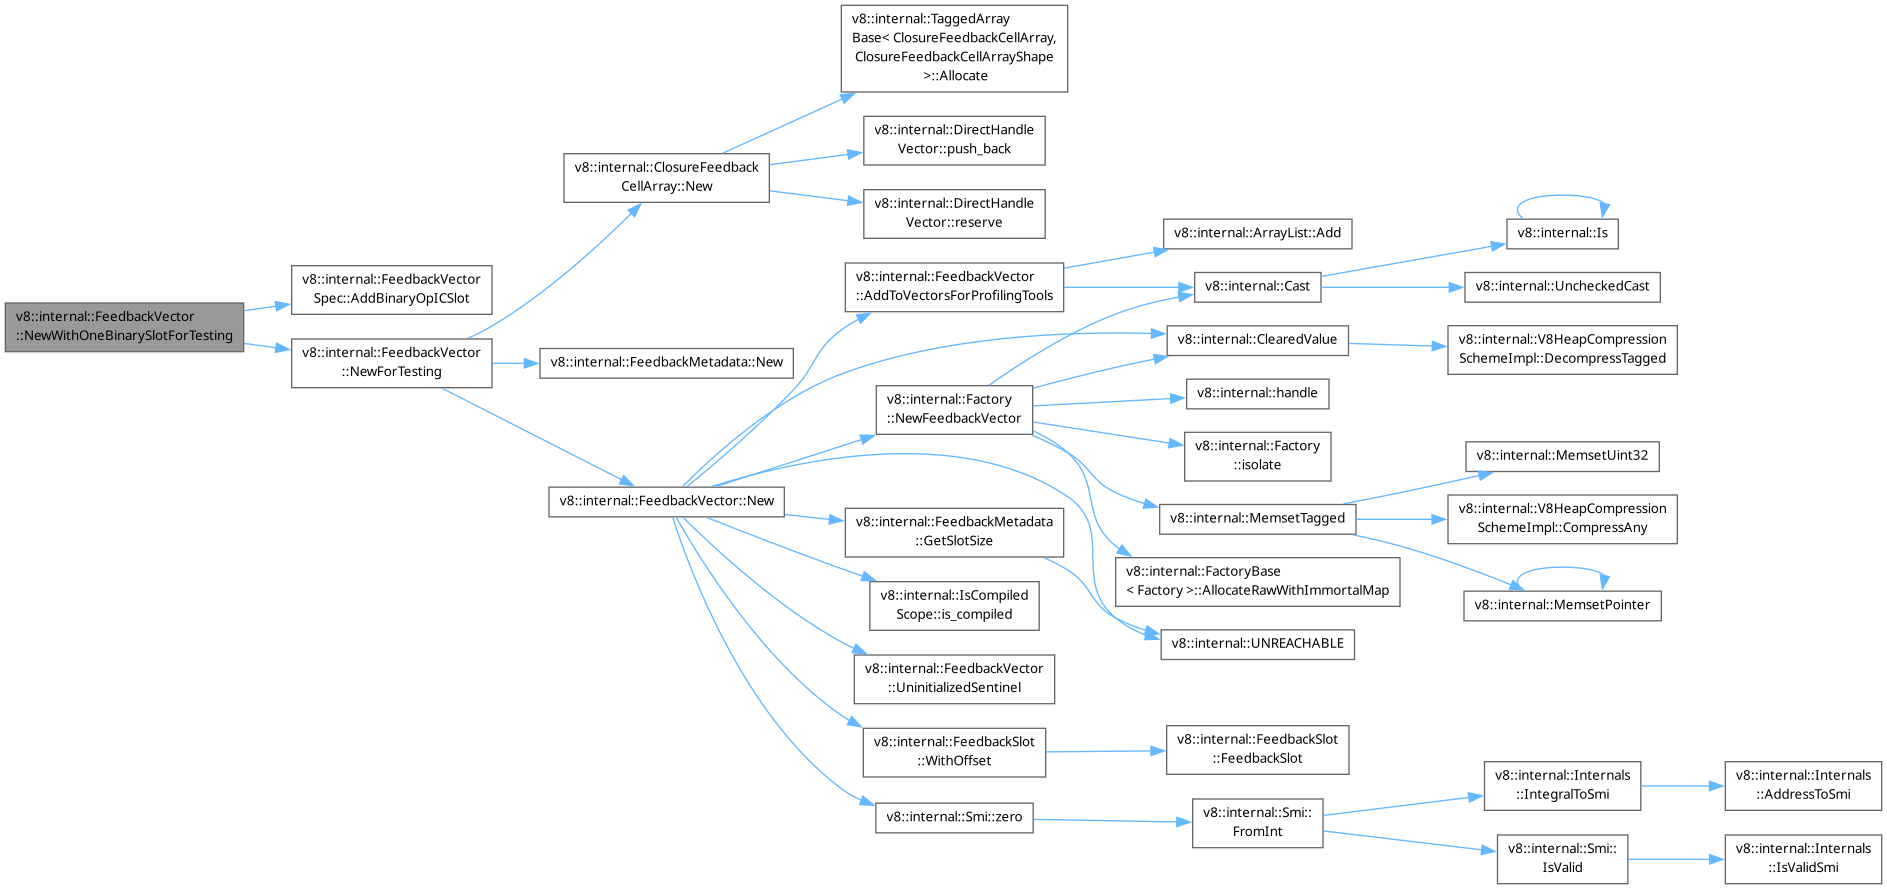 v8::internal::FeedbackVector
::NewWithOneBinarySlotForTesting
v8::internal::FeedbackVector
Spec::AddBinaryOpICSlot
v8::internal::FeedbackVector
::NewForTesting
v8::internal::ClosureFeedback
CellArray::New
v8::internal::FeedbackMetadata::New
v8::internal::FeedbackVector::New
v8::internal::TaggedArray
Base< ClosureFeedbackCellArray,
ClosureFeedbackCellArrayShape
>::Allocate
v8::internal::DirectHandle
Vector::push_back
v8::internal::DirectHandle
Vector::reserve
v8::internal::FeedbackVector
::AddToVectorsForProfilingTools
v8::internal::Factory
::NewFeedbackVector
v8::internal::FeedbackMetadata
::GetSlotSize
v8::internal::IsCompiled
Scope::is_compiled
v8::internal::FeedbackVector
::UninitializedSentinel
v8::internal::FeedbackSlot
::WithOffset
v8::internal::Smi::zero
v8::internal::ArrayList::Add
v8::internal::Cast
v8::internal::ClearedValue
v8::internal::handle
v8::internal::Factory
::isolate
v8::internal::MemsetTagged
v8::internal::FactoryBase
< Factory >::AllocateRawWithImmortalMap
v8::internal::UNREACHABLE
v8::internal::FeedbackSlot
::FeedbackSlot
v8::internal::Smi::
FromInt
v8::internal::Is
v8::internal::UncheckedCast
v8::internal::V8HeapCompression
SchemeImpl::DecompressTagged
v8::internal::MemsetUint32
v8::internal::V8HeapCompression
SchemeImpl::CompressAny
v8::internal::MemsetPointer
v8::internal::Internals
::IntegralToSmi
v8::internal::Smi::
IsValid
v8::internal::Internals
::AddressToSmi
v8::internal::Internals
::IsValidSmi